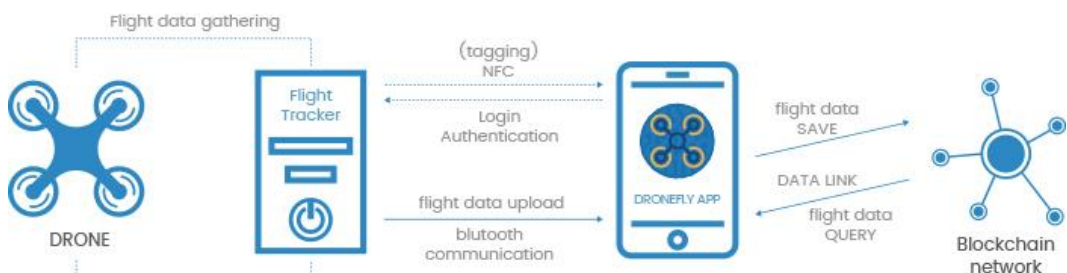 Flight data gathering
Flight
Tracker
(tagging)
NFC
Login
Authentication
flight data upload
blutooth
communication
DRONE
DRONEFLY APP
flight data
SAVE
DATA LINK
flight data
QUERY
Blockchain
network